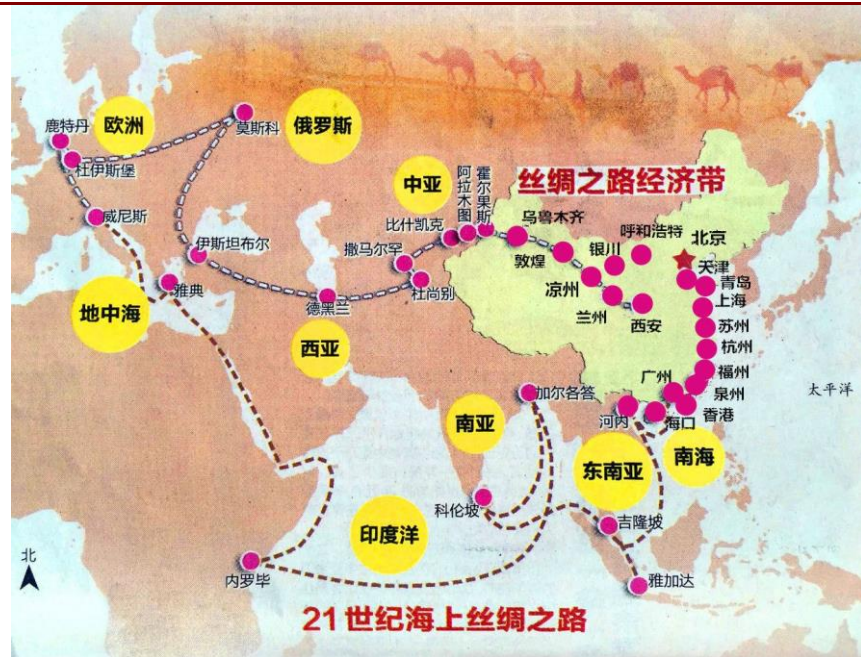 鹿特丹
欧洲
莫斯科
俄罗斯
杜伊斯堡
中亚
阿拉木图
霍尔果斯
丝绸之路经济带
威尼斯
比什凯克
乌鲁木齐
呼和浩特
北京
伊斯坦布尔
撒马尔罕
敦煌
银川
天津
雅典
杜尚别
凉州
青岛
地中海
德黑兰
兰州
西安
上海
苏州
西亚
杭州
福州
广州
泉州
太平洋
加尔各答
河内
海口
香港
南亚
东南亚
南海
科伦坡
吉隆坡
印度洋
北
内罗毕
雅加达
21世纪海上丝绸之路